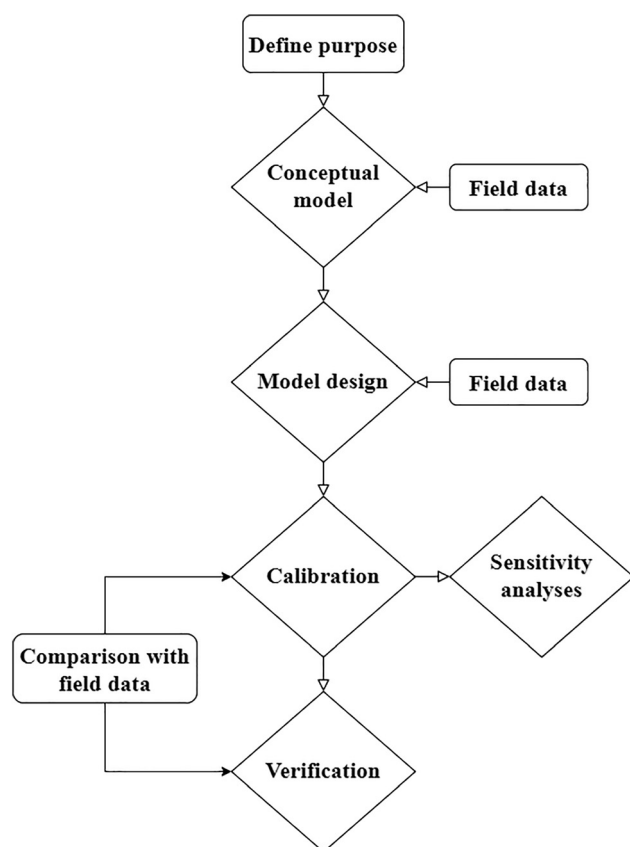 Define purpose
Conceptual
model
Field data
Model design
Field data
Calibration
Sensitivity
analyses
Comparison with
field data
Verification